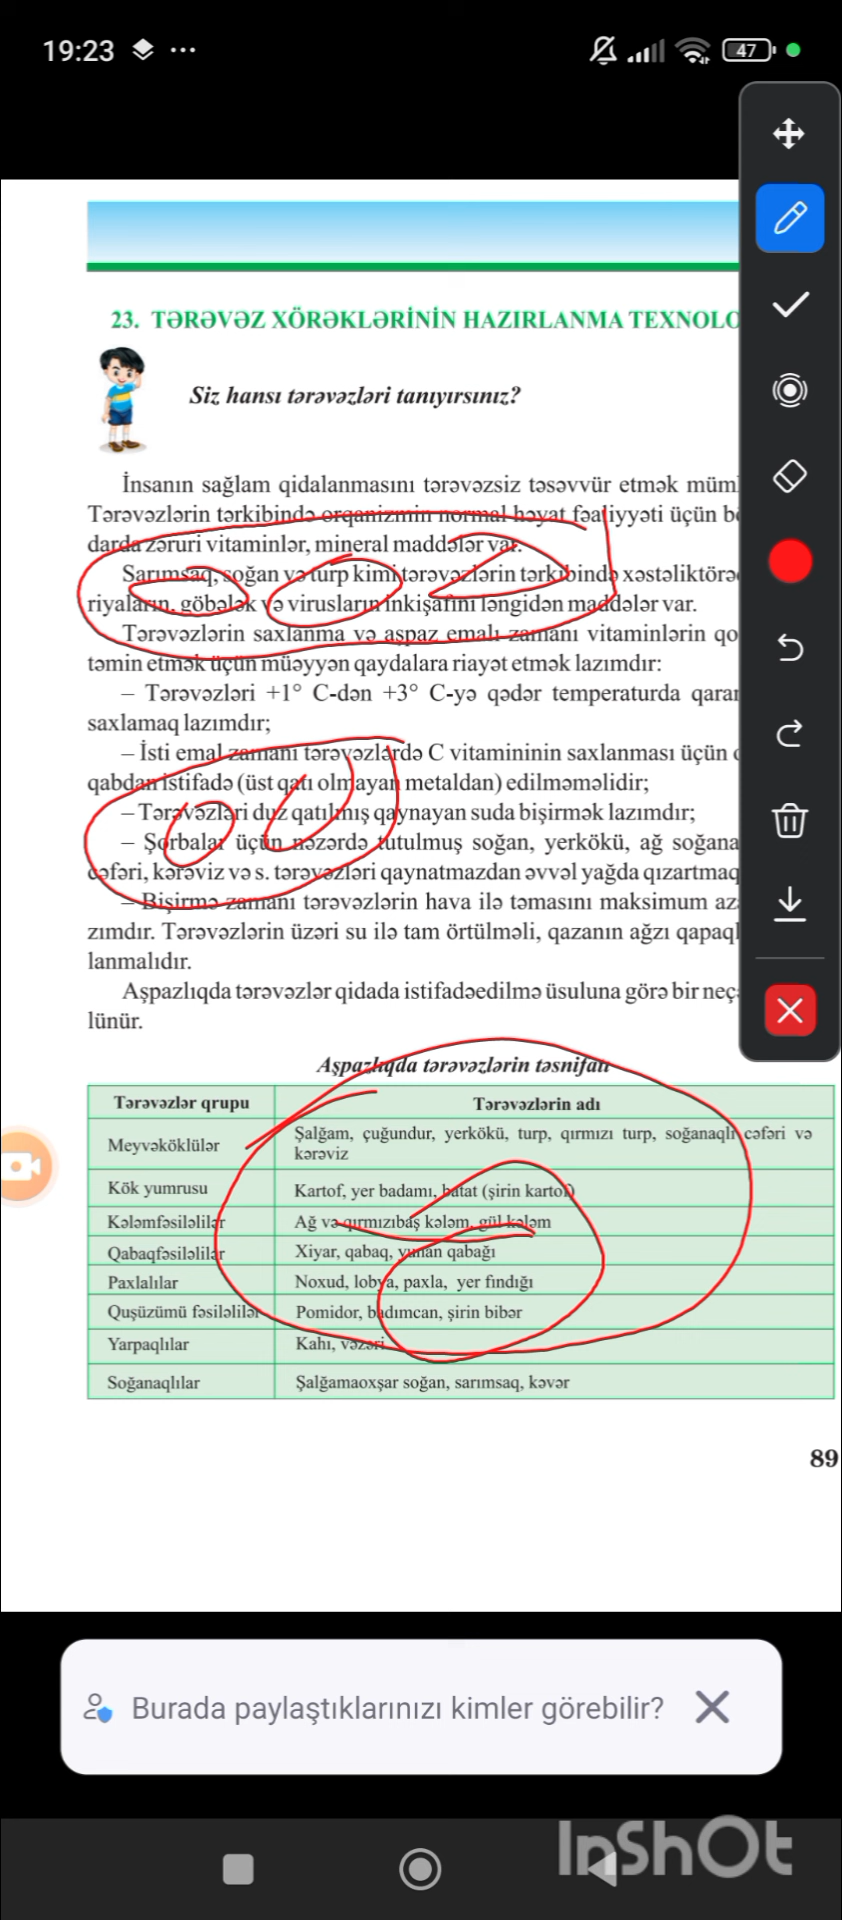 19:23
47
23. TƏRƏVƏZ XÖRƏKLƏRİNİN HAZIRLANMA TEXNOLO
Siz hansı tərəvəzləri tanıyırsınız?
İnsanın sağlam qidalanmasını tərəvəzsiz təsəvvür etmək müm
Tərəvəzlərin tərkibində orqanizmin normal həyat fəaliyyəti üçün b
darda zəruri vitaminlər, mineral maddələr var.
Sarımsaq, soğan və turp kimi tərəvəzlərin tərkibində xəstəliktörə
riyaların, göbələk və virusların inkişafını ləngidən maddələr var.
Tərəvəzlərin saxlanma və aşpaz emalı zamanı vitaminlərin qo
təmin etmək üçün müəyyən qaydalara riayət etmək lazımdır:
– Tərəvəzləri +1° C-dən +3° C-yə qədər temperaturda qaran
saxlamaq lazımdır;
– İsti emal zamanı tərəvəzlərdə C vitamininin saxlanması üçün
qabdan istifadə (üst qatı olmayan metaldan) edilməməlidir;
– Tərəvəzləri duz qatılmış qaynayan suda bişirmək lazımdır;
– Şorbalar üçün nəzərdə tutulmuş soğan, yerkökü, ağ soğana
cəfəri, kərəviz və s. tərəvəzləri qaynatmazdan əvvəl yağda qızartmaq
– Bişirmə zamanı tərəvəzlərin hava ilə təmasını maksimum az
zımdır. Tərəvəzlərin üzəri su ilə tam örtülməli, qazanın ağzı qapaql
lanmalıdır.
Aşpazlıqda tərəvəzlər qidada istifadəedilmə üsuluna görə bir neç
lünür.
Aşpazlıqda tərəvəzlərin təsnifatı
Tərəvəzlər qrupu Tərəvəzlərin adı
Meyvəköklülər Şalğam, çuğundur, yerkökü, turp, qırmızı turp, soğanaqlı cəfəri və
kərəviz
Kök yumrusu Kartof, yer badamı, batat (şirin kartof)
Kələmfəsiləlilər Ağ və qırmızıbaş kələm, gül kələm
Qabaqfəsiləlilər Xiyar, qabaq, yunan qabağı
Paxlalılar Noxud, lobya, paxla, yer fındığı
Quşüzümü fəsiləlilər Pomidor, badımcan, şirin bibər
Yarpaqlılar Kahı, vəzəri
Soğanaqlılar Şalğamaoxşar soğan, sarımsaq, kəvər
89
Burada paylaştıklarınızı kimler görebilir?
InShOt